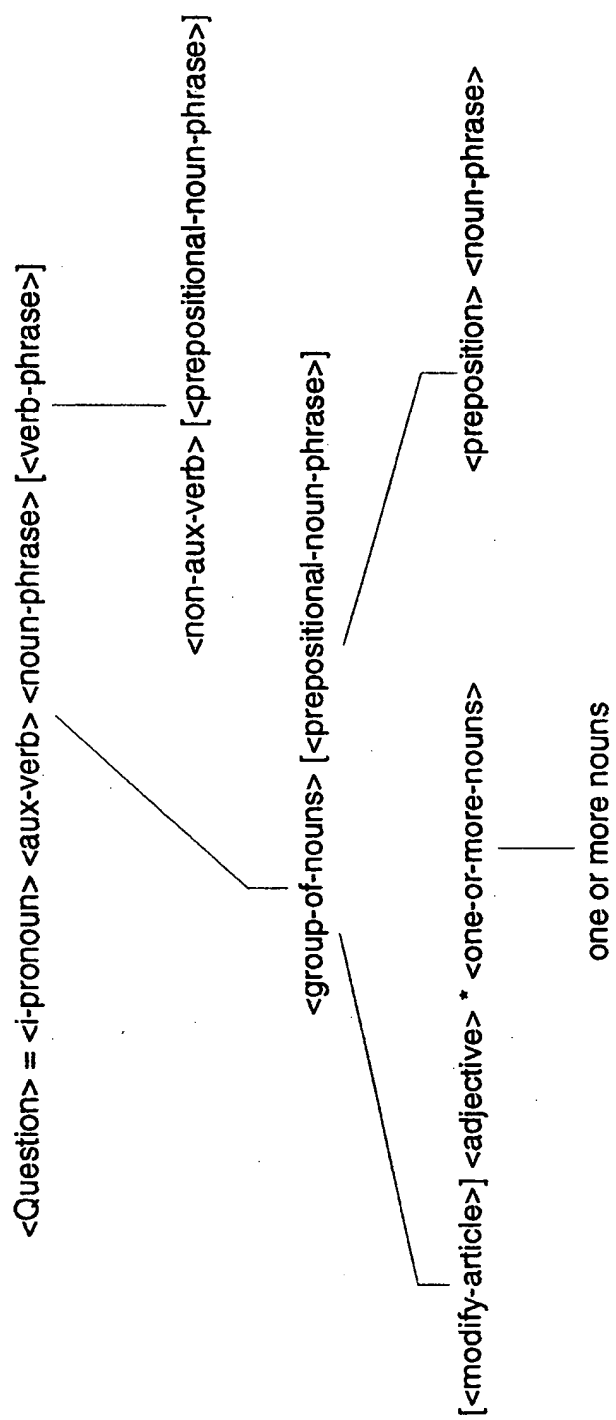 <Question> = <i-pronoun> <aux-verb> <noun-phrase> [<verb-phrase>]
<non-aux-verb> [<prepositional-noun-phrase>]
<group-of-nouns> [<prepositional-noun-phrase>]
[<modify-article>] <adjective> * <one-or-more-nouns>
<preposition> <noun-phrase>
one or more nouns